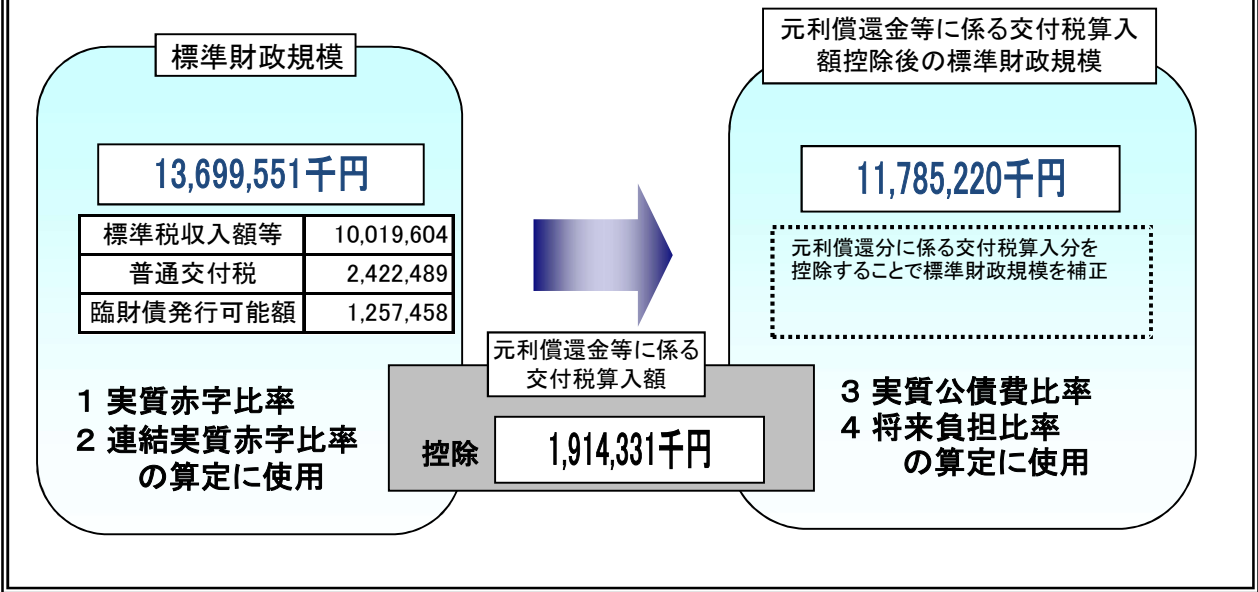 標準財政規模
13,699,551千円
標準税収入額等 10,019,604
普通交付税 2,422,489
臨財債発行可能額 1,257,458
1 実質赤字比率
2 連結実質赤字比率
の算定に使用
元利償還金等に係る
交付税算入額
控除 1,914,331千円
元利償還金等に係る交付税算入
額控除後の標準財政規模
11,785,220千円
元利償還分に係る交付税算入分を
控除することで標準財政規模を補正
3 実質公債費比率
4 将来負担比率
の算定に使用